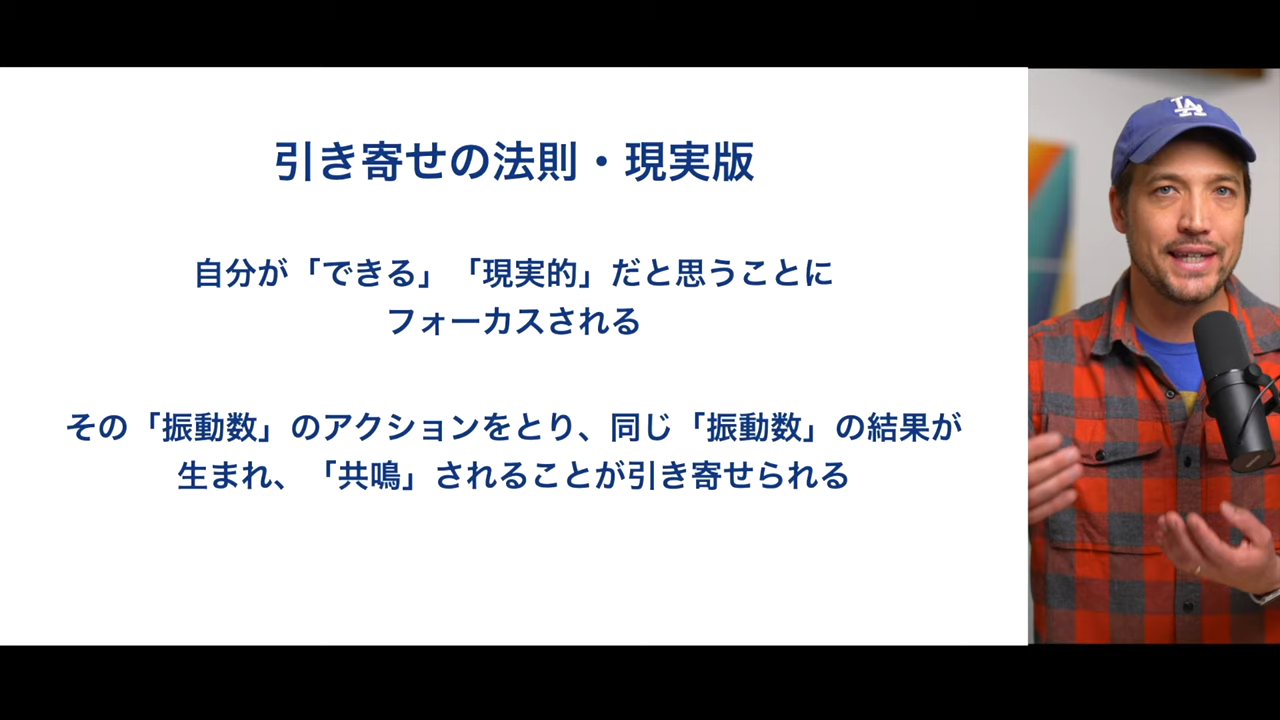 引き寄せの法則・現実版
自分が「できる」「現実的」だと思うことに
フォーカスされる
その「振動数」のアクションをとり、同じ「振動数」の結果が
生まれ、「共鳴」されることが引き寄せられる
LA